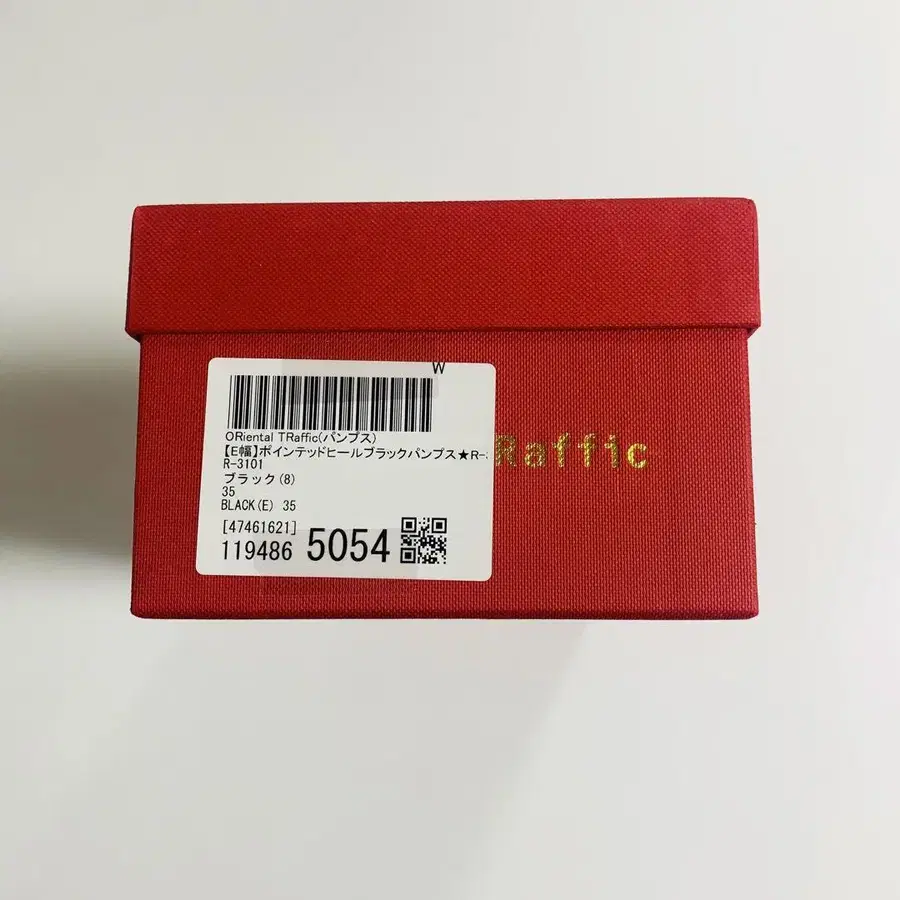 W
ORiental TRaffic(パンプス)
【E幅】ポインテッドヒールブラックパンプス★R-
R-3101
ブラック(8)
35
BLACK(E) 35
[47461621]
119486 5054
Raffic